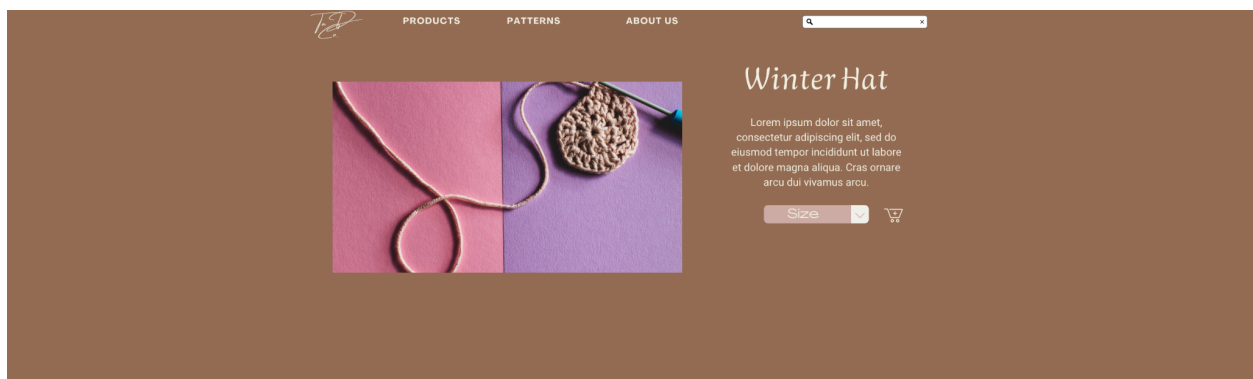 PRODUCTS
PATTERNS
ABOUT US
Winter Hat
Lorem ipsum dolor sit amet,
consectetur adipiscing elit, sed do
eiusmod tempor incididunt ut labore
et dolore magna aliqua. Cras ornare
arcu dui vivamus arcu.
Size